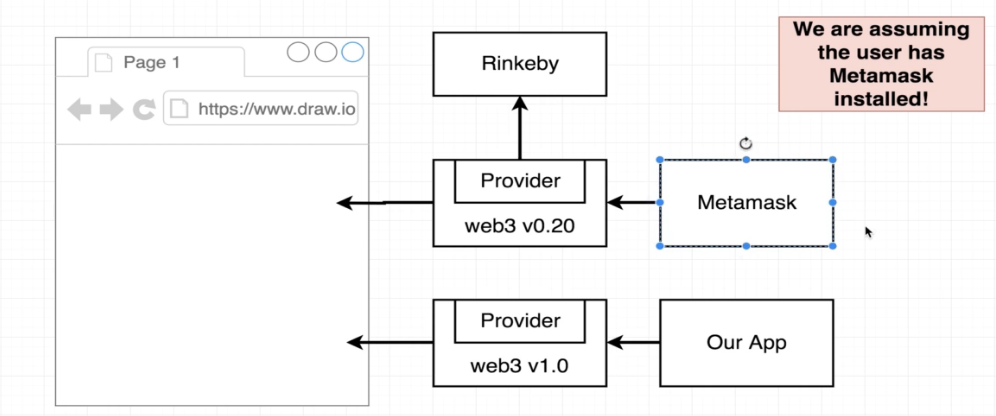 Page 1
https://www.draw.io
Rinkeby
We are assuming
the user has
Metamask
installed!
Provider
web3 v0.20
Metamask
Provider
web3 v1.0
Our App